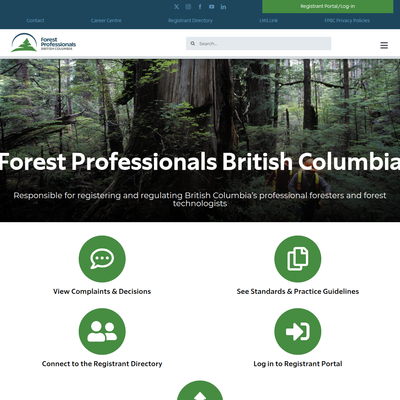 Registrant Portal/Log-in
Contact
Career Centre
Registrant Directory
LMS Link
FPBC Privacy Policies
Forest
Professionals
BRITISH COLUMBIA
Search...
Forest Professionals British Columbia
Responsible for registering and regulating British Columbia's professional foresters and forest
technologists
View Complaints & Decisions
See Standards & Practice Guidelines
Connect to the Registrant Directory
Log in to Registrant Portal